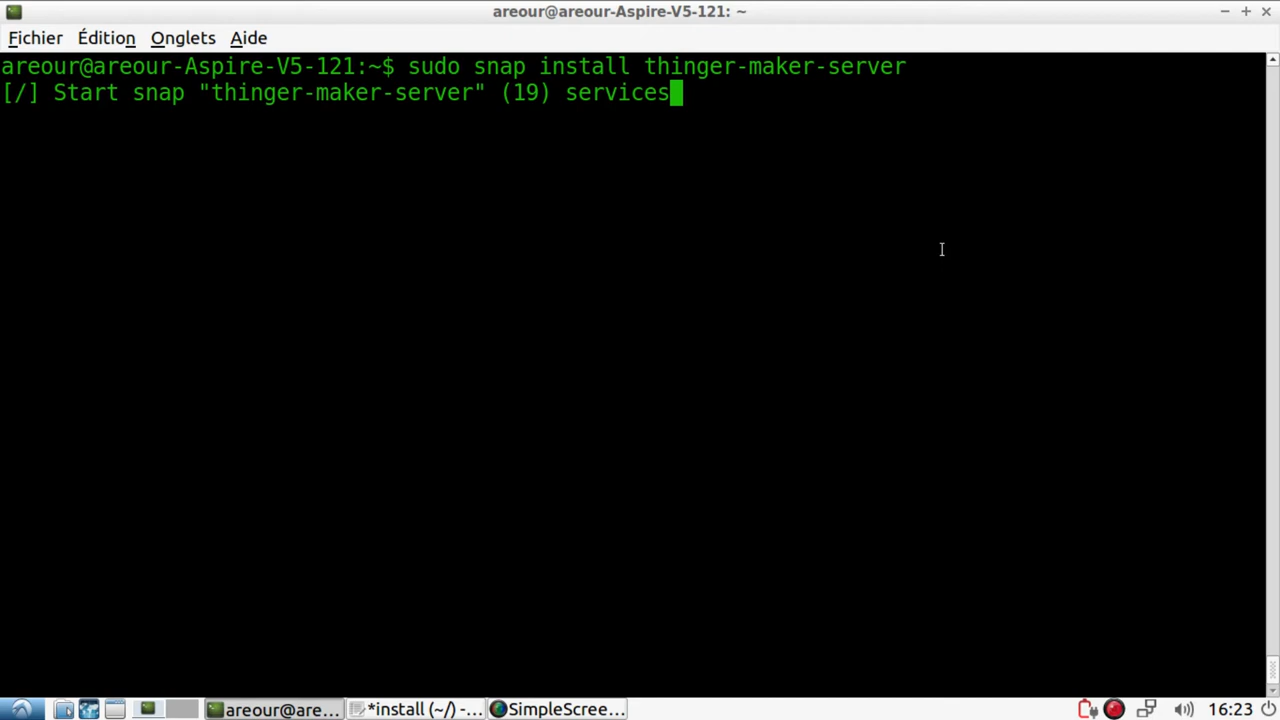 areour@areour-Aspire-V5-121: ~
Fichier Édition Onglets Aide
areour@areour-Aspire-V5-121:~$ sudo snap install thinger-maker-server
[/] Start snap "thinger-maker-server" (19) services
areour@are... *install (~/) -... SimpleScree... 16:23